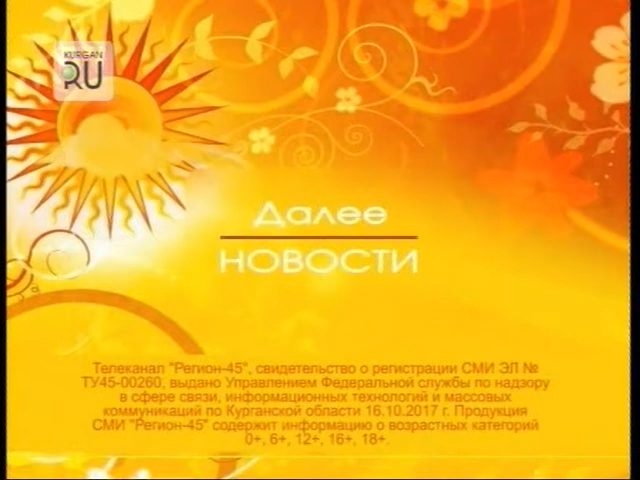 KURGAN
RU
Далее
НОВОСТИ
Телеканал "Регион-45", свидетельство о регистрации СМИ ЭЛ №
ТУ45-00260, выдано Управлением Федеральной службы по надзору
в сфере связи, информационных технологий и массовых
коммуникаций по Курганской области 16.10.2017 г. Продукция
СМИ "Регион-45" содержит информацию о возрастных категорий
0+, 6+, 12+, 16+, 18+.